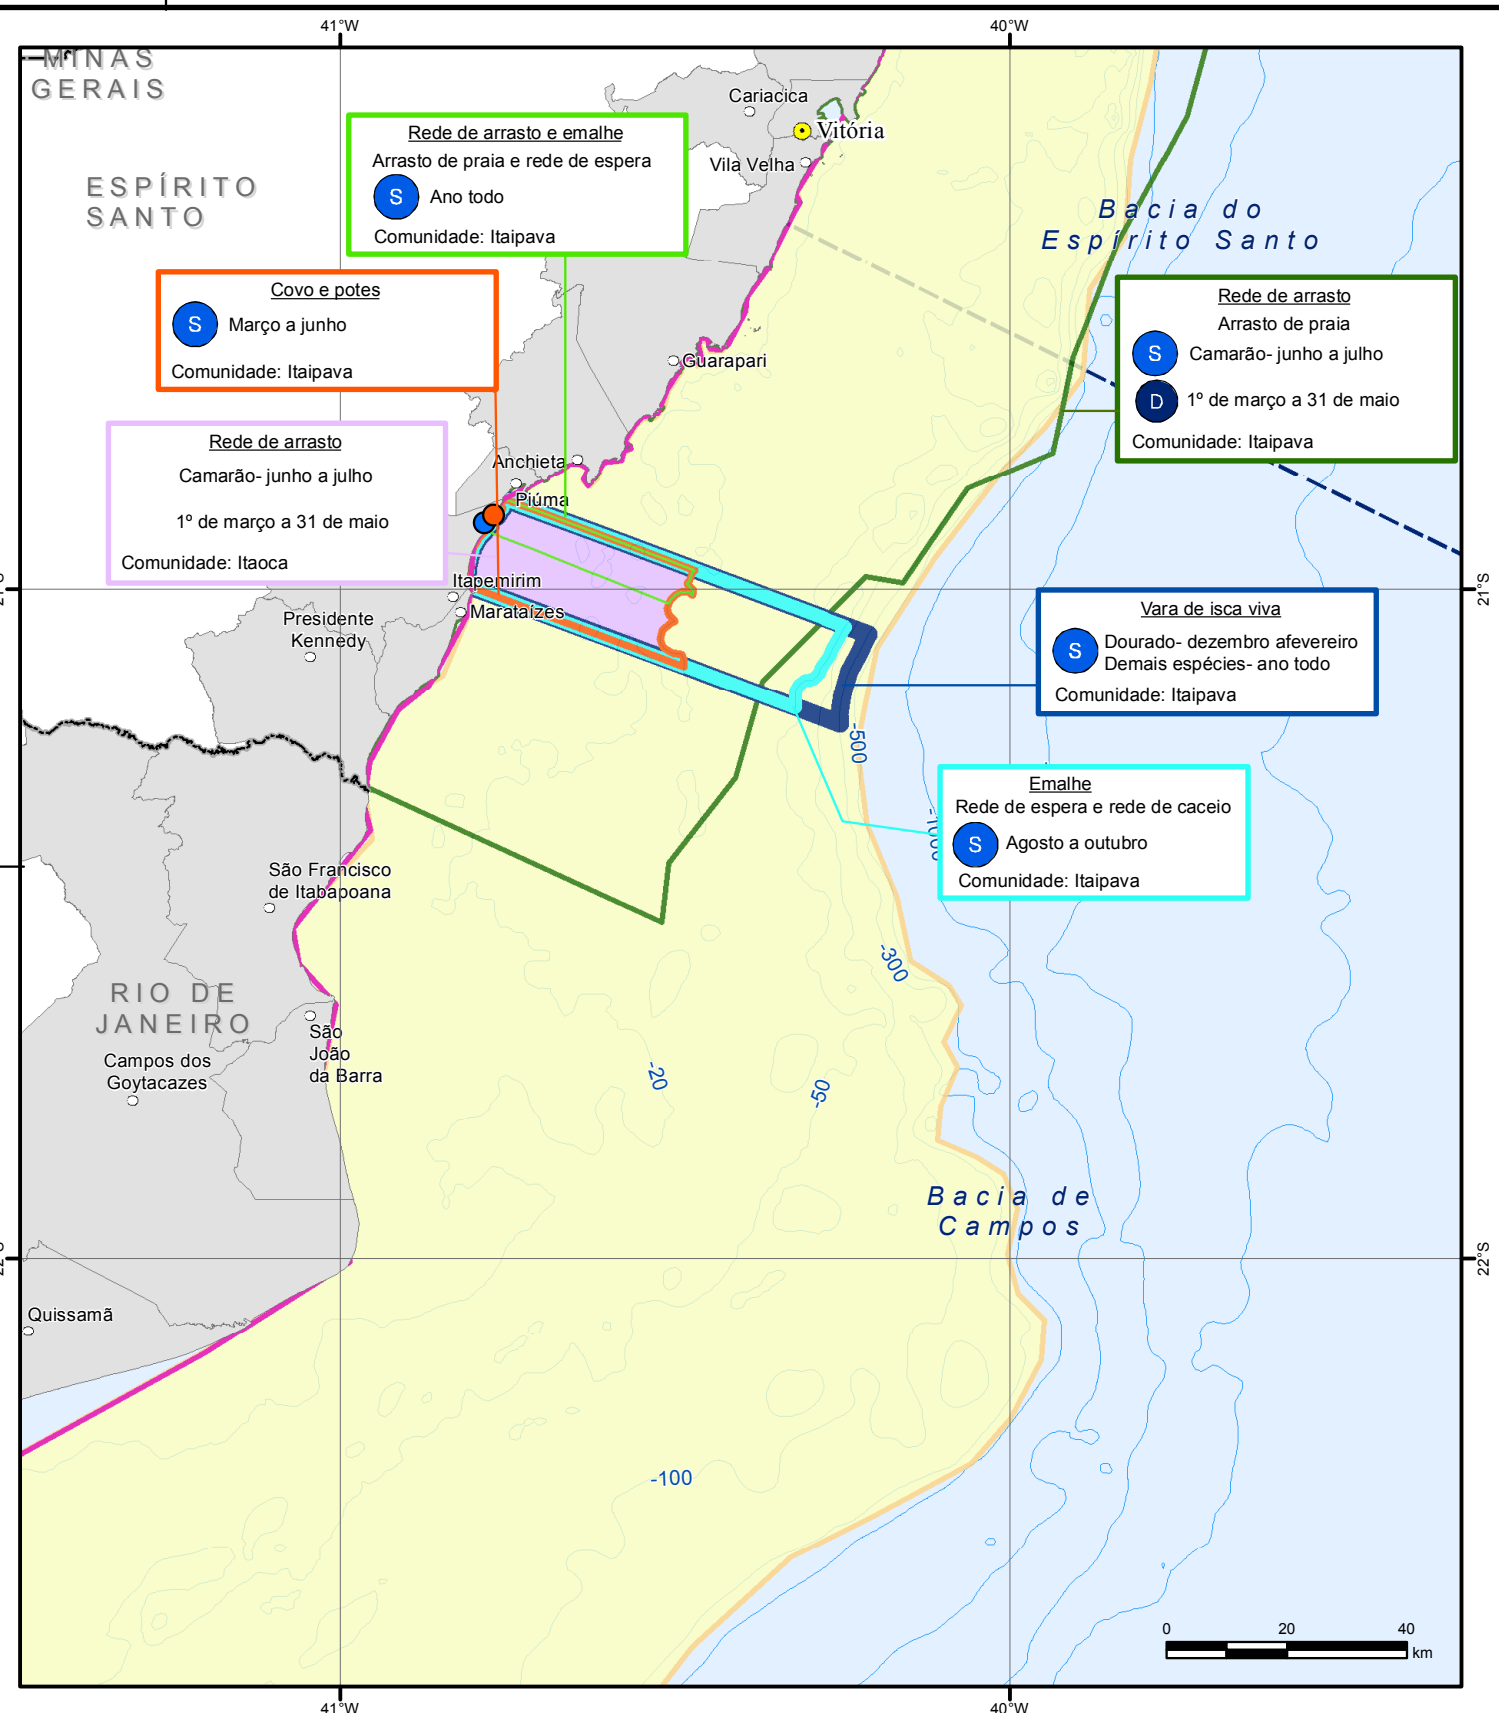 41°W
40°W
MINAS
GERAIS
Cariacica
Vitória
Vila Velha
ESPÍRITO
SANTO
Rede de arrasto e emalhe
Arrasto de praia e rede de espera
S Ano todo
Comunidade: Itaipava
Bacia do
Espírito Santo
Covo e potes
S Março a junho
Comunidade: Itaipava
Rede de arrasto
Arrasto de praia
S Camarão- junho a julho
D 1º de março a 31 de maio
Comunidade: Itaipava
Guarapari
Rede de arrasto
Camarão- junho a julho
1º de março a 31 de maio
Comunidade: Itaoca
Anchieta
Piúma
Itapemirim
Marataízes
Presidente
Kennedy
21°S
Vara de isca viva
S Dourado- dezembro afevereiro
Demais espécies- ano todo
Comunidade: Itaipava
-500
Emalhe
Rede de espera e rede de caceio
S Agosto a outubro
Comunidade: Itaipava
São Francisco
de Itabapoana
-300
RIO DE
JANEIRO
São
João
da Barra
Campos dos
Goytacazes
-20
-50
Bacia de
Campos
22°S
Quissamã
-100
0 20 40
km
41°W
40°W